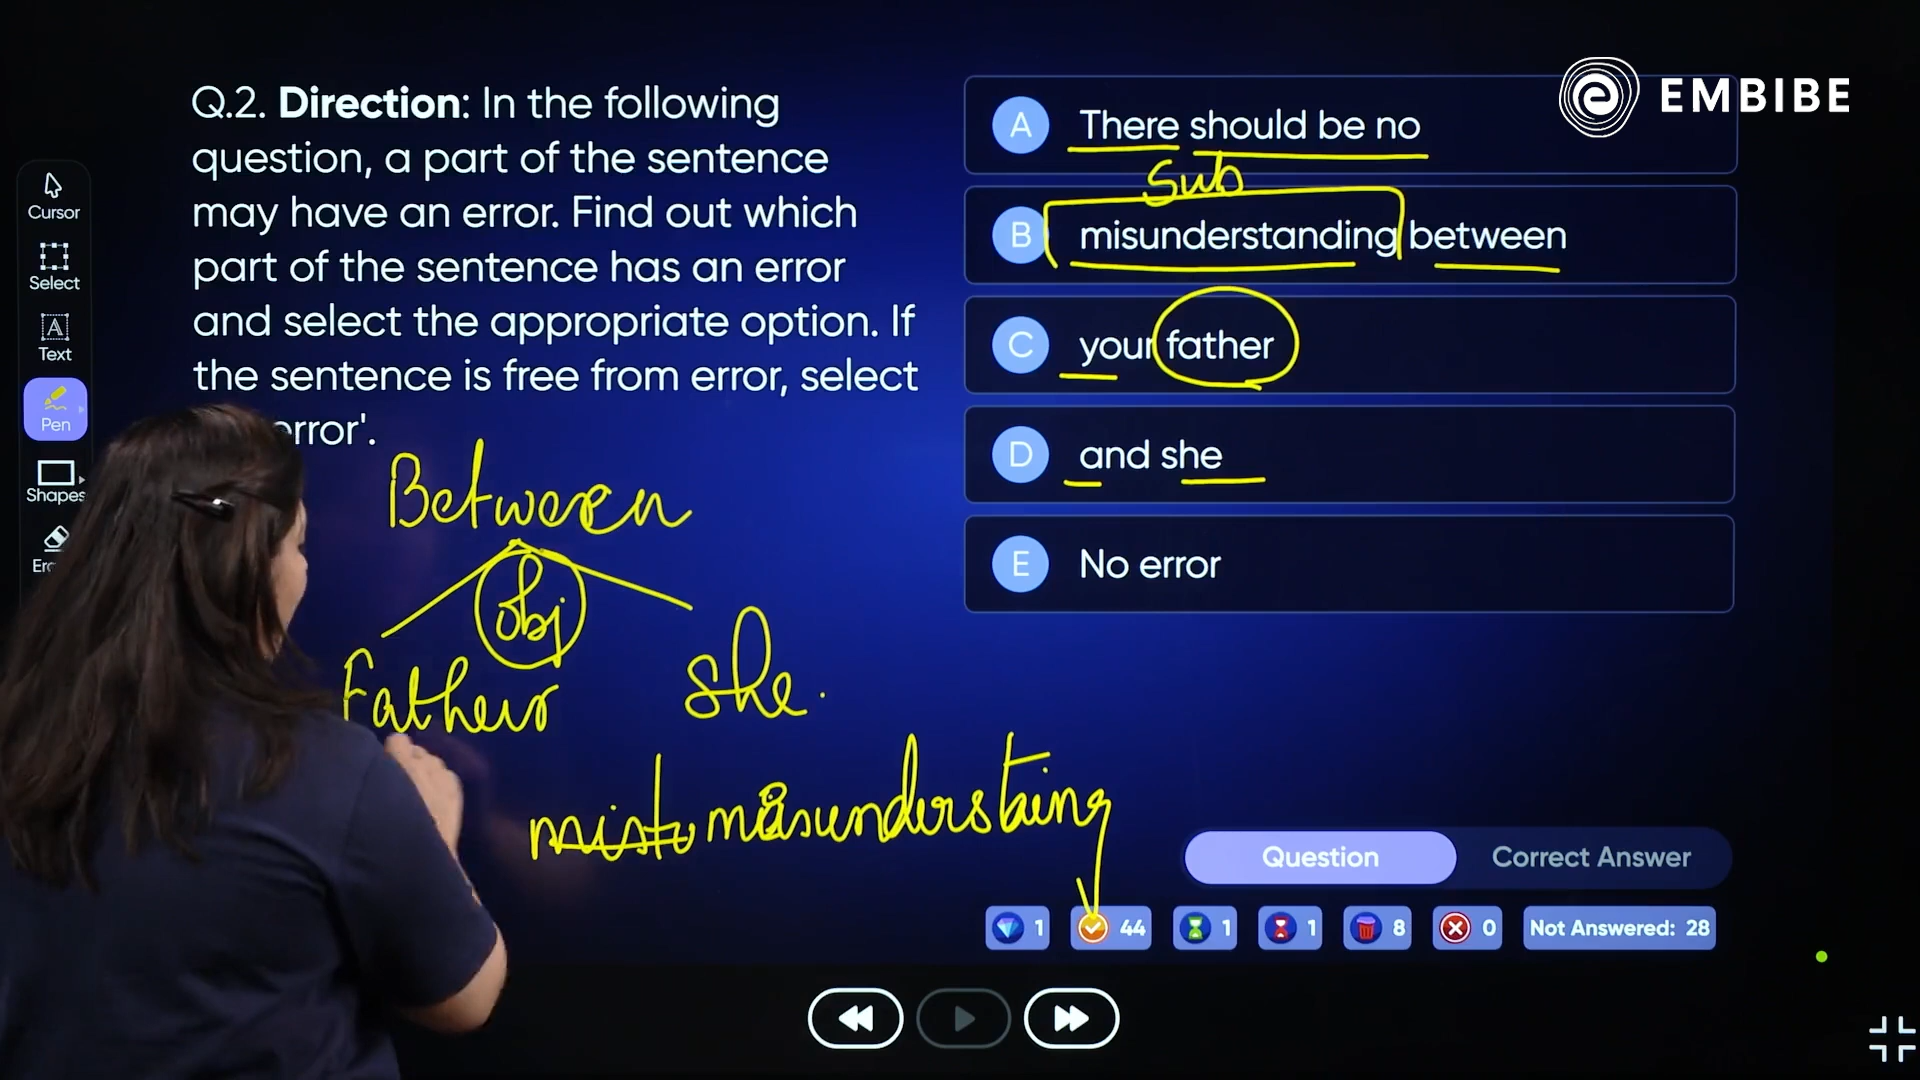 EMBIBE
Q.2. Direction: In the following
question, a part of the sentence
may have an error. Find out which
part of the sentence has an error
and select the appropriate option. If
the sentence is free from error, select
error'.
A There should be no
Sub
B misunderstanding between
C your father
D and she
E No error
Cursor
Select
Text
Pen
Shapes
Between
obj
Father
she.
misunderstaing
Question
Correct Answer
1
44
1
1
8
0
Not Answered: 28